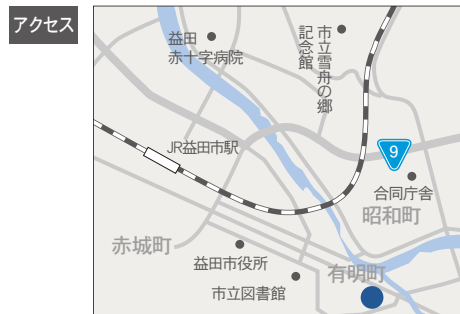 アクセス
益田
赤十字病院
市立雪舟の郷
記念館
JR益田市駅
9
合同庁舎
昭和町
赤城町
益田市役所
有明町
市立図書館